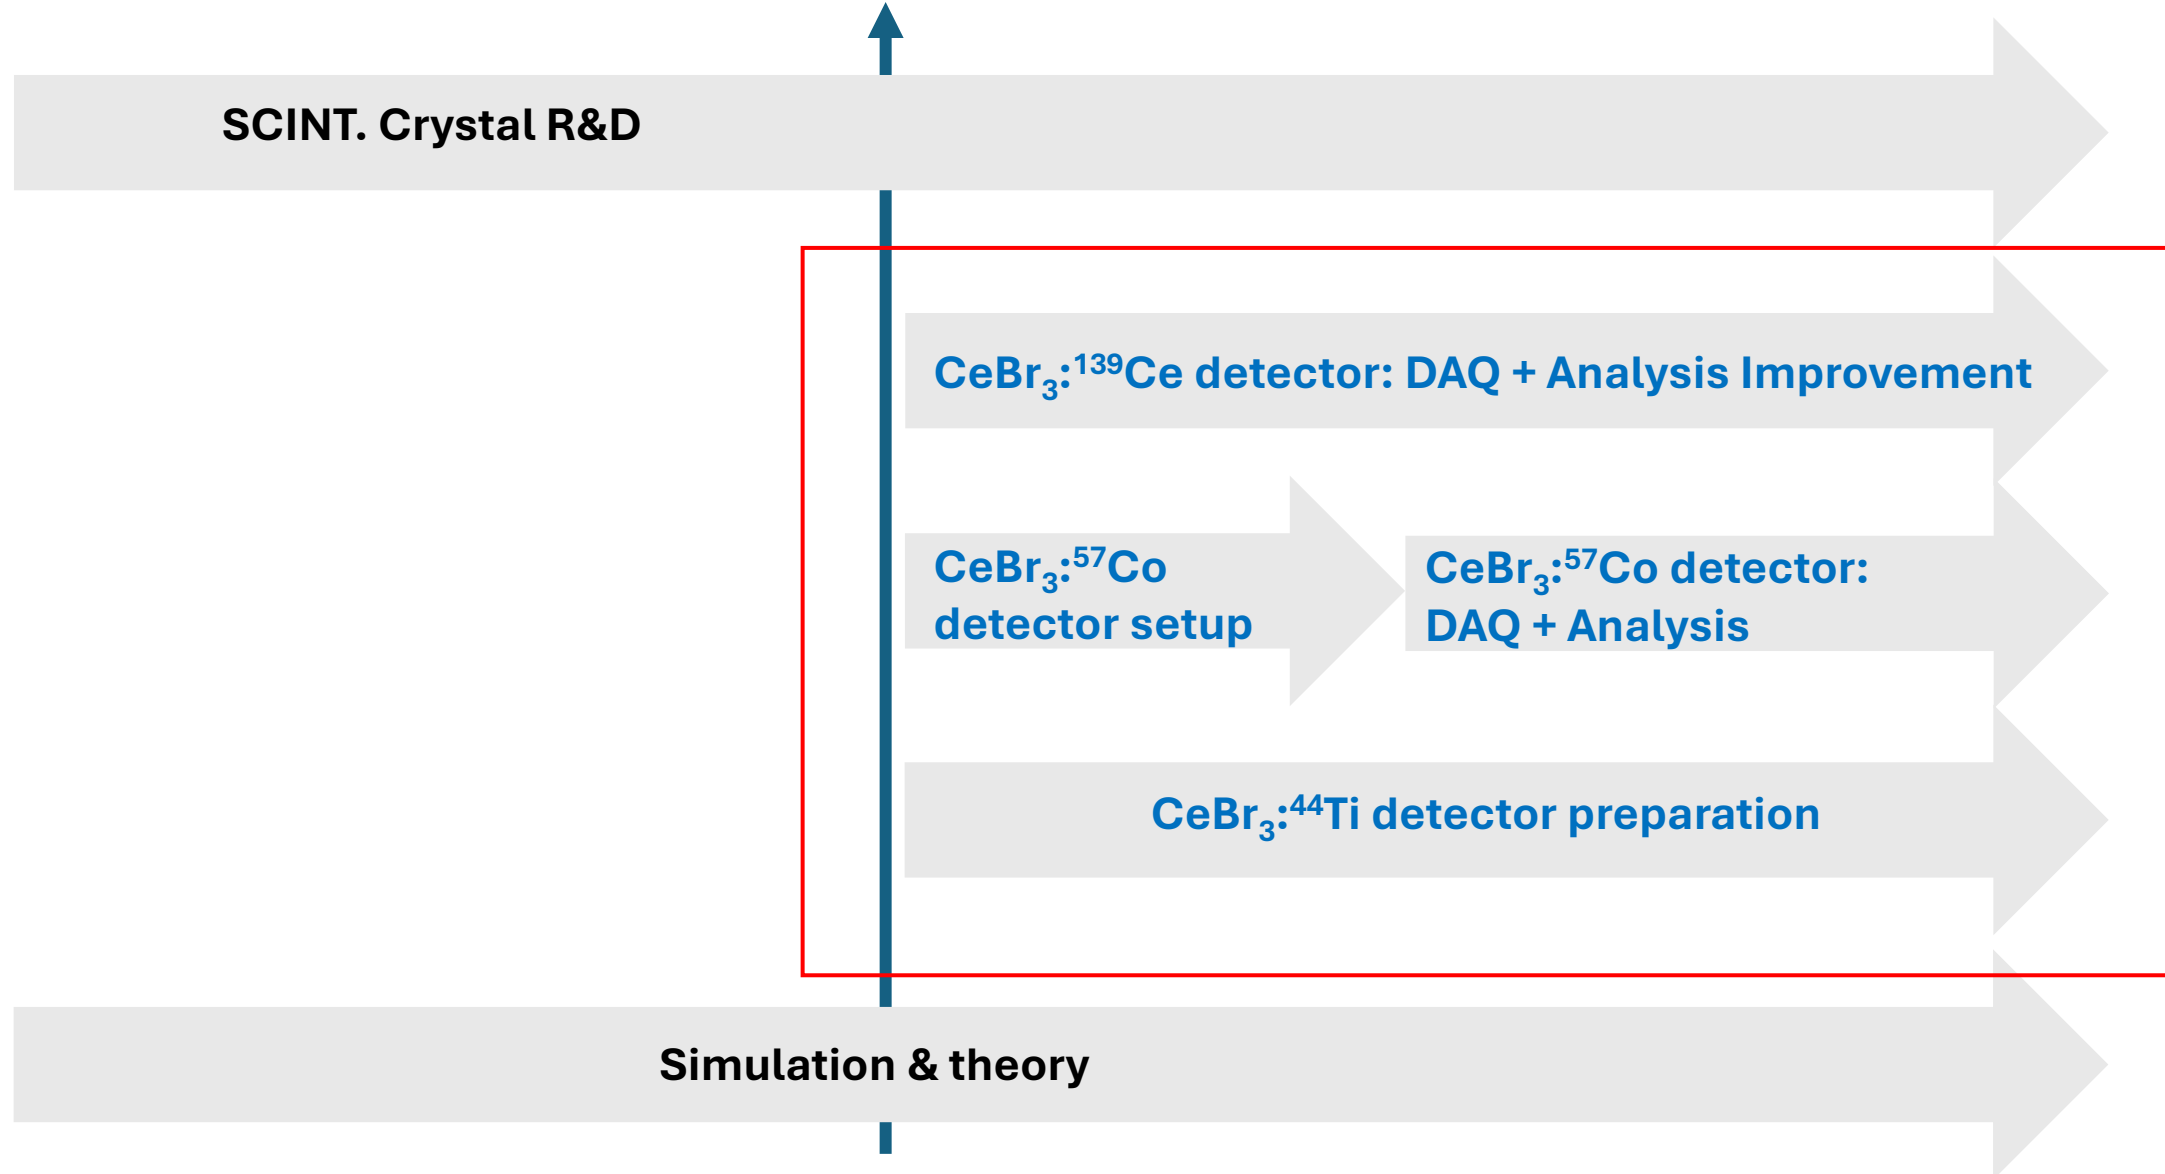 SCINT. Crystal R&D
CeBr₃:¹³⁹Ce detector: DAQ + Analysis Improvement
CeBr₃:⁵⁷Co
detector setup
CeBr₃:⁵⁷Co detector:
DAQ + Analysis
CeBr₃:⁴⁴Ti detector preparation
Simulation & theory